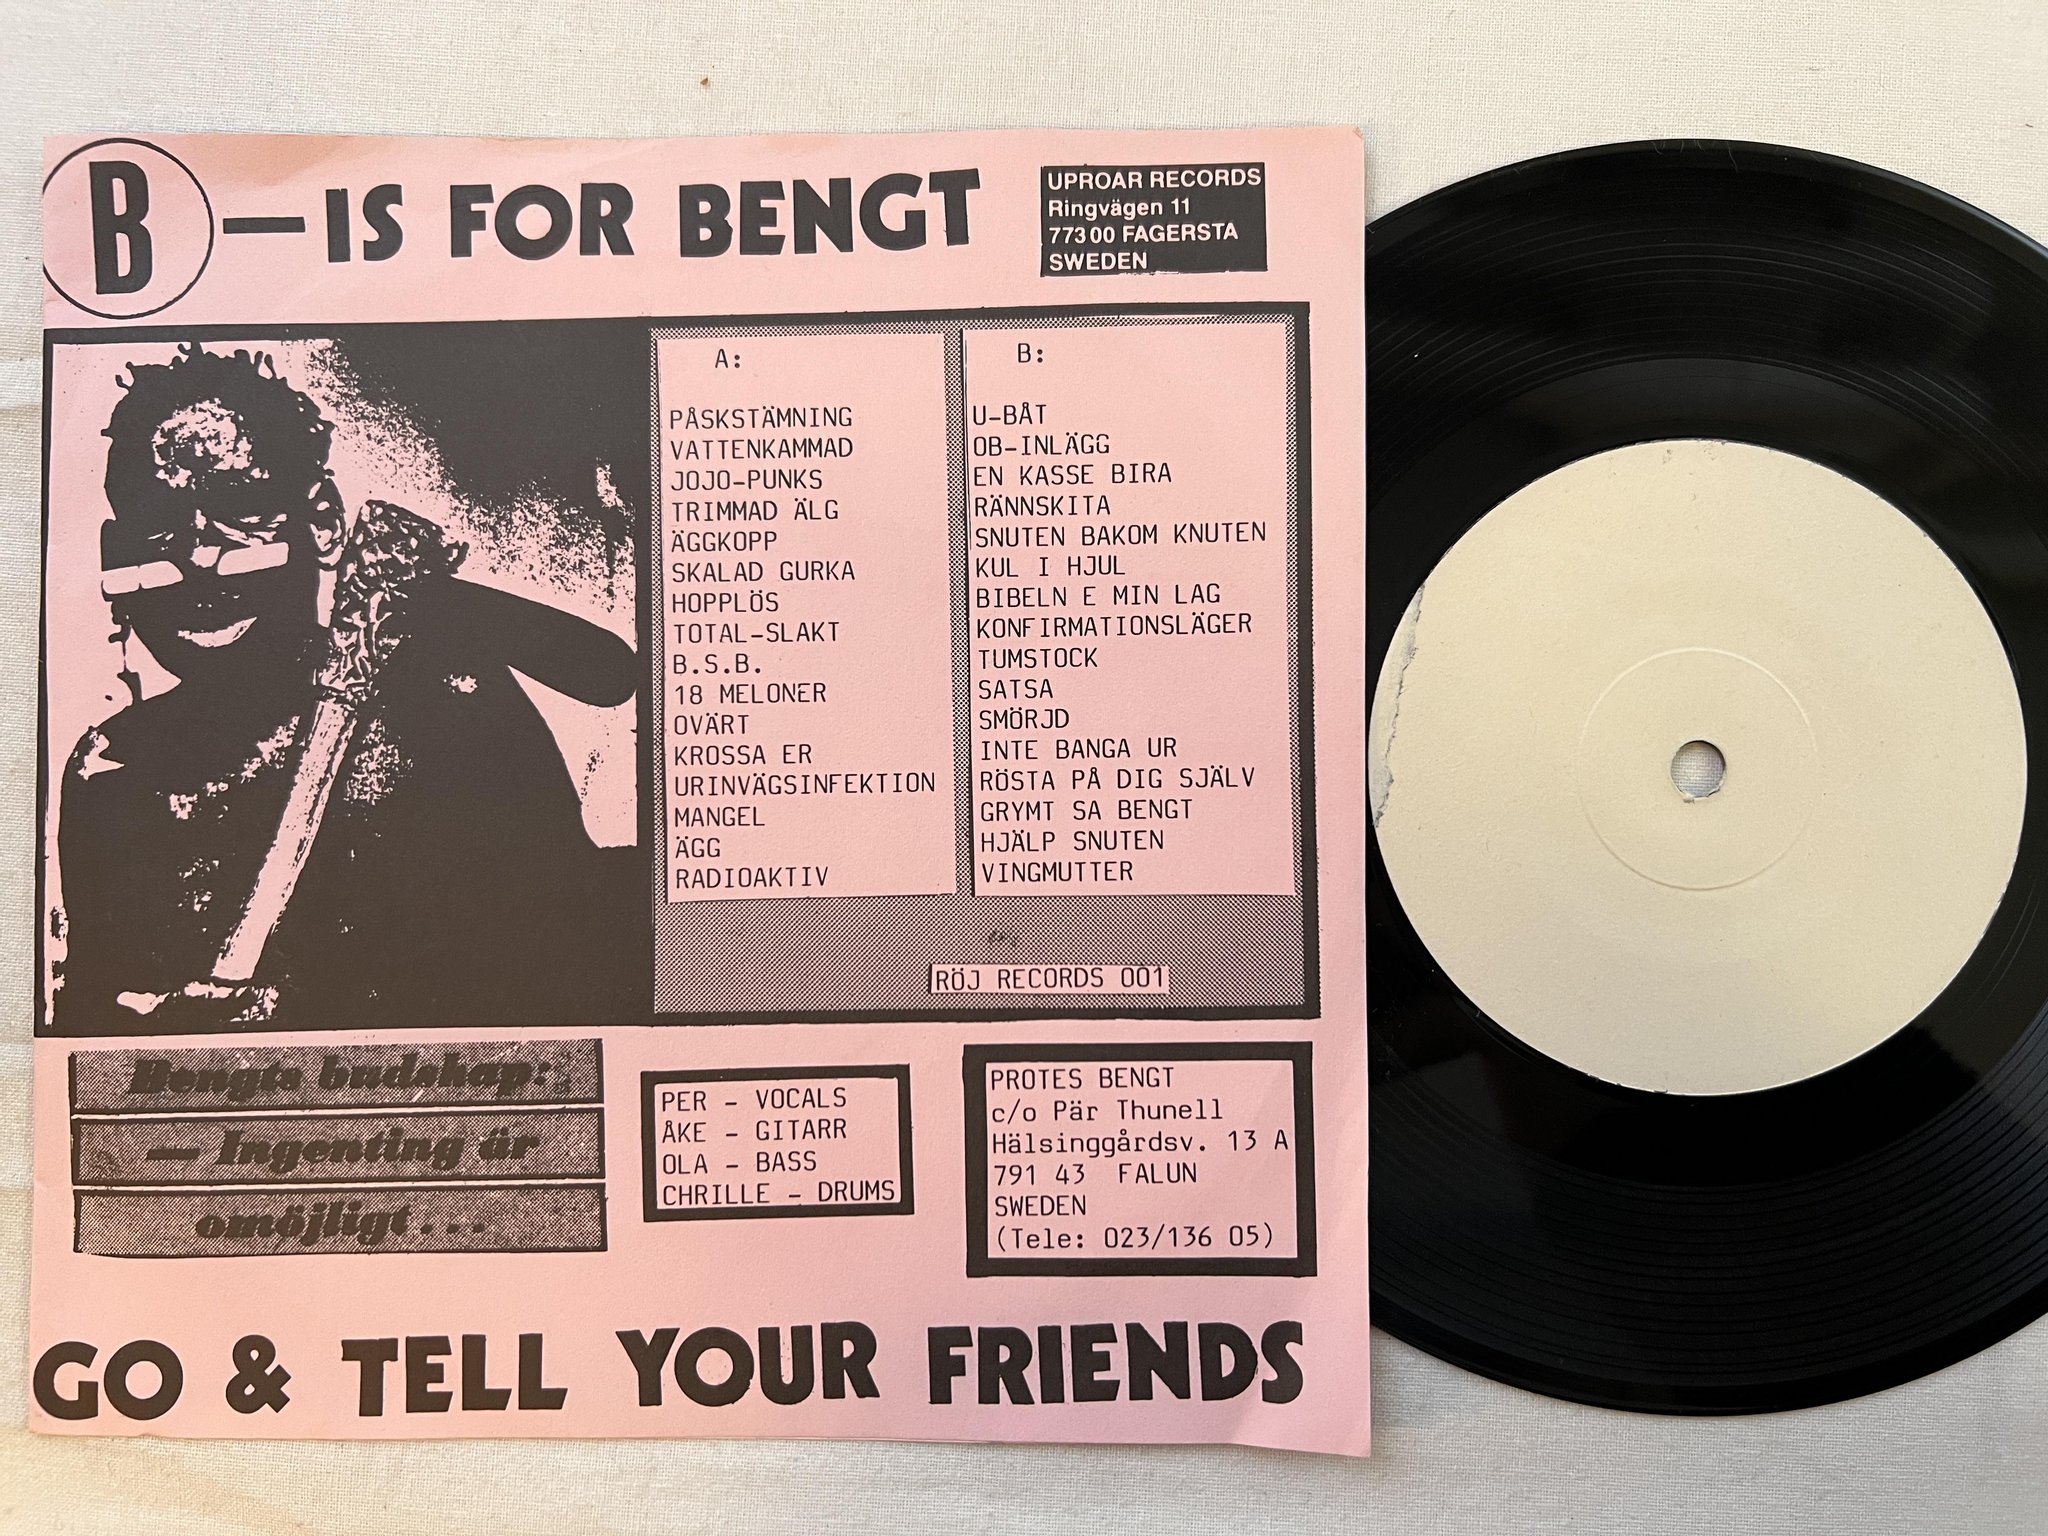 B — IS FOR BENGT
UPROAR RECORDS
Ringvägen 11
773 00 FAGERSTA
SWEDEN
A:
PÅSKSTÄMNING
VATTENKAMMAD
JOJO-PUNKS
TRIMMAD ÄLG
ÄGGKOPP
SKALAD GURKA
HOPPLÖS
TOTAL-SLAKT
B.S.B.
18 MELONER
OVÄRT
KROSSA ER
URINVÄGSINFEKTION
MANGEL
ÄGG
RADIOAKTIV
B:
U-BÅT
OB-INLÄGG
EN KASSE BIRA
RÄNNSKITA
SNUTEN BAKOM KNUTEN
KUL I HJUL
BIBELN E MIN LAG
KONFIRMATIONSLÄGER
TUMSTOCK
SATSA
SMÖRJD
INTE BANGA UR
RÖSTA PÅ DIG SJÄLV
GRYMT SA BENGT
HJÄLP SNUTEN
VINGMUTTER
RÖJ RECORDS 001
Bengts budskap:
— Ingenting är
omöjligt...
PER - VOCALS
ÅKE - GITARR
OLA - BASS
CHRILLE - DRUMS
PROTES BENGT
c/o Pär Thunell
Hälsinggårdsv. 13 A
791 43 FALUN
SWEDEN
(Tele: 023/136 05)
GO & TELL YOUR FRIENDS